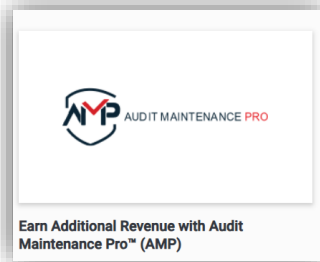 AMP AUDIT MAINTENANCE PRO
Earn Additional Revenue with Audit
Maintenance Pro™ (AMP)